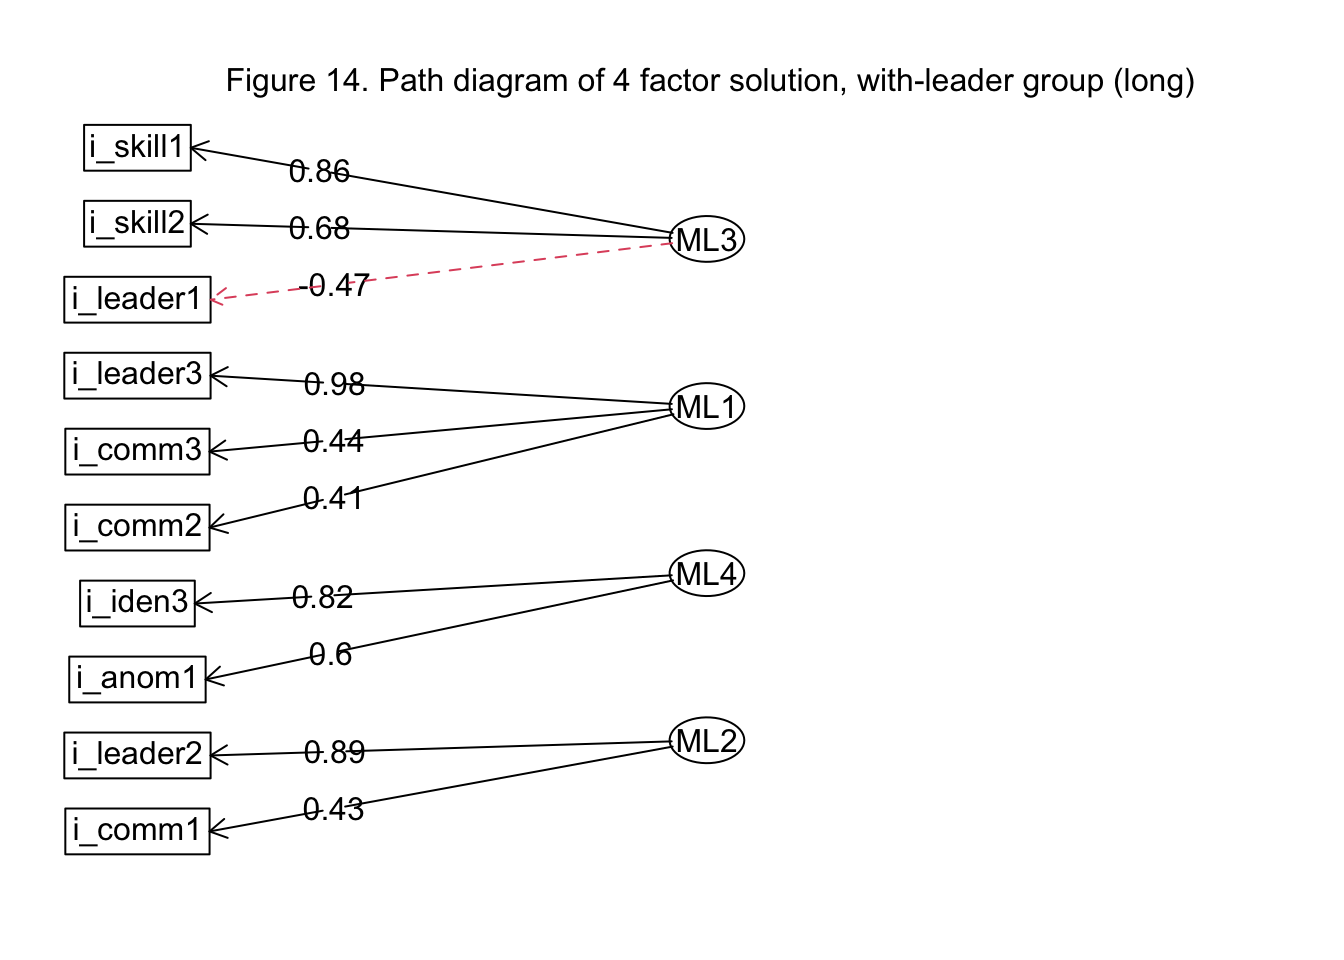 Figure 14. Path diagram of 4 factor solution, with-leader group (long)
i_skill1
0.86
i_skill2
0.68
ML3
i_leader1
-0.47
i_leader3
0.98
ML1
i_comm3
0.44
i_comm2
0.41
i_iden3
0.82
ML4
i_anom1
0.6
i_leader2
0.89
ML2
i_comm1
0.43